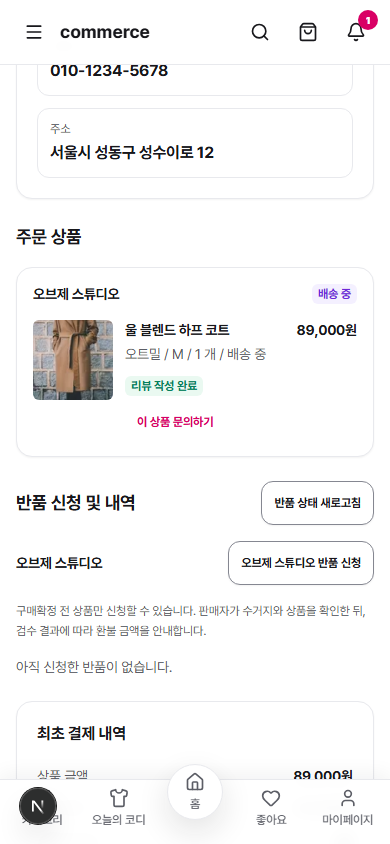 commerce
1
010-1234-5678
주소
서울시 성동구 성수이로 12
주문 상품
오브제 스튜디오
배송 중
울 블렌드 하프 코트
89,000원
오트밀 / M / 1 개 / 배송 중
리뷰 작성 완료
이 상품 문의하기
반품 신청 및 내역
반품 상태 새로고침
오브제 스튜디오
오브제 스튜디오 반품 신청
구매확정 전 상품만 신청할 수 있습니다. 판매자가 수거지와 상품을 확인한 뒤,
검수 결과에 따라 환불 금액을 안내합니다.
아직 신청한 반품이 없습니다.
최초 결제 내역
상품 금액
89,000원
N
오늘의 코디
홈
좋아요
마이페이지